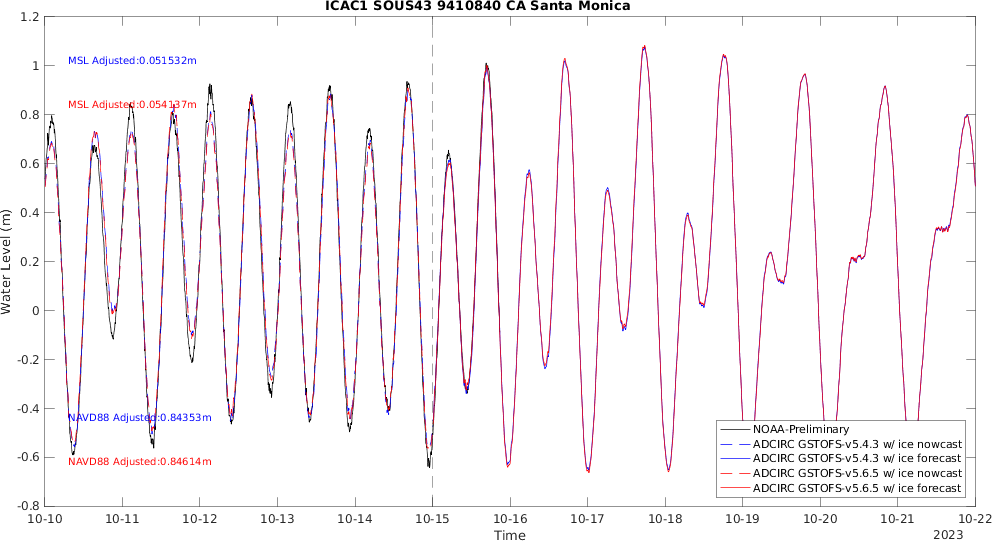 ICAC1 SOUS43 9410840 CA Santa Monica
1.2
1
0.8
0.6
0.4
0.2
0
-0.2
-0.4
-0.6
-0.8
Water Level (m)
MSL Adjusted:0.051532m
MSL Adjusted:0.054137m
NAVD88 Adjusted:0.84353m
NAVD88 Adjusted:0.84614m
NOAA-Preliminary
ADCIRC GSTOFS-v5.4.3 w/ ice nowcast
ADCIRC GSTOFS-v5.4.3 w/ ice forecast
ADCIRC GSTOFS-v5.6.5 w/ ice nowcast
ADCIRC GSTOFS-v5.6.5 w/ ice forecast
10-10 10-11 10-12 10-13 10-14 10-15 10-16 10-17 10-18 10-19 10-20 10-21 10-22
Time
2023